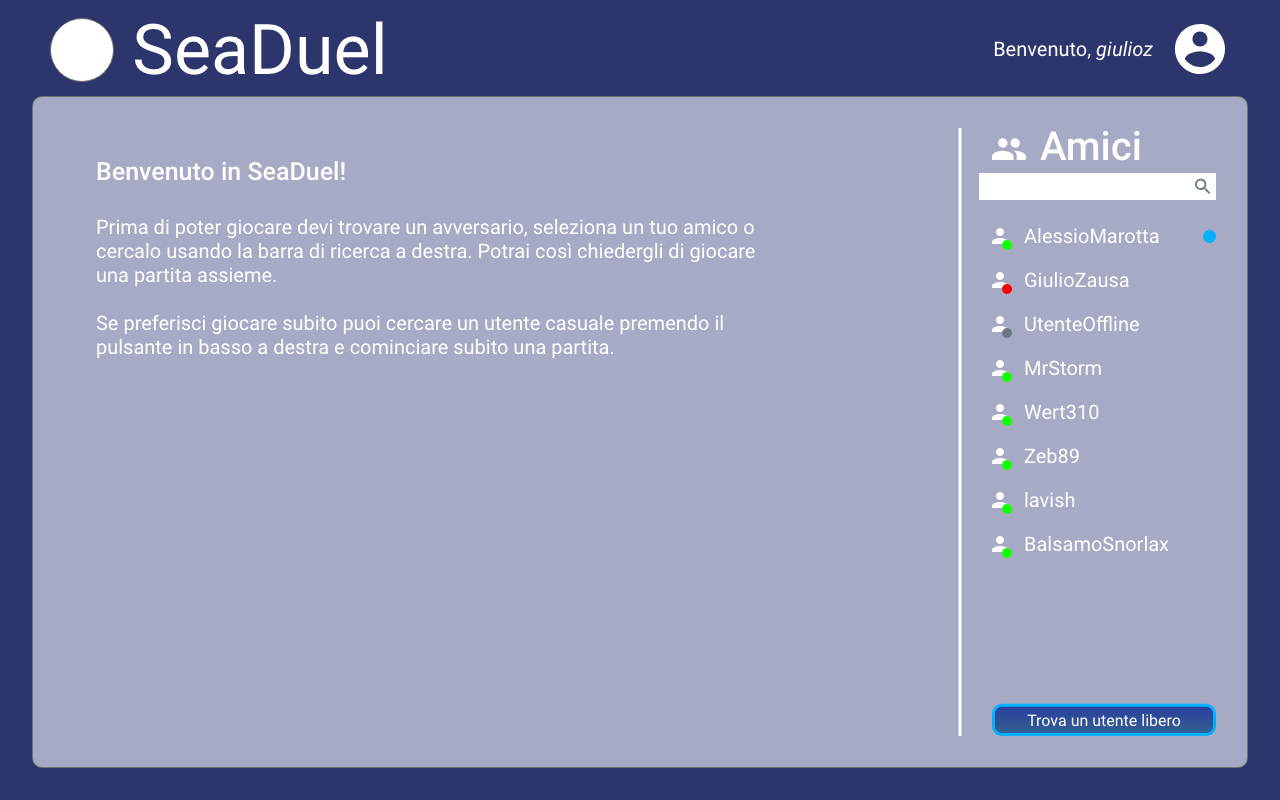 SeaDuel
Benvenuto, giulioz
Benvenuto in SeaDuel!
Prima di poter giocare devi trovare un avversario, seleziona un tuo amico o
cercalo usando la barra di ricerca a destra. Potrai così chiedergli di giocare
una partita assieme.
Se preferisci giocare subito puoi cercare un utente casuale premendo il
pulsante in basso a destra e cominciare subito una partita.
Amici
AlessioMarotta
GiulioZausa
UtenteOffline
MrStorm
Wert310
Zeb89
lavish
BalsamoSnorlax
Trova un utente libero